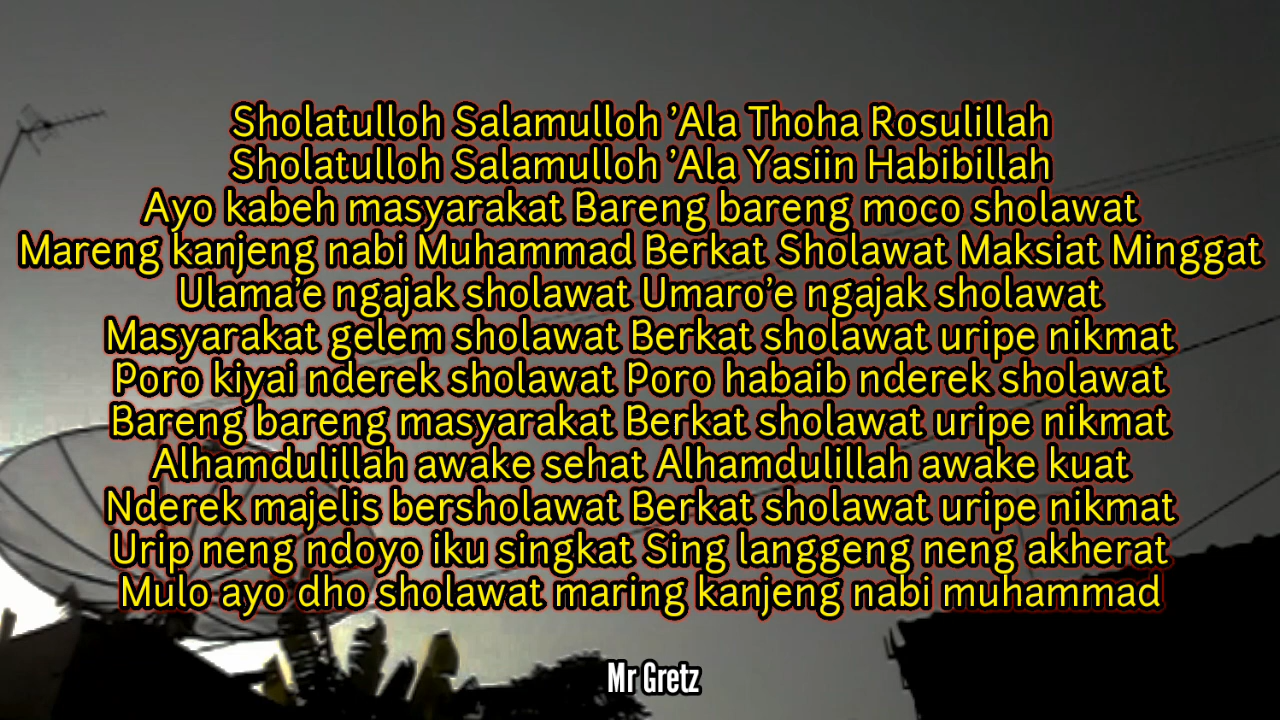 Sholatulloh Salamulloh 'Ala Thoha Rosulillah
Sholatulloh Salamulloh 'Ala Yasiin Habibillah
Ayo kabeh masyarakat Bareng bareng moco sholawat
Mareng kanjeng nabi Muhammad Berkat Sholawat Maksiat Minggat
Ulama'e ngajak sholawat Umaro'e ngajak sholawat
Masyarakat gelem sholawat Berkat sholawat uripe nikmat
Poro kiyai nderek sholawat Poro habaib nderek sholawat
Bareng bareng masyarakat Berkat sholawat uripe nikmat
Alhamdulillah awake sehat Alhamdulillah awake kuat
Nderek majelis bersholawat Berkat sholawat uripe nikmat
Urip neng ndoyo iku singkat Sing langgeng neng akherat
Mulo ayo dho sholawat maring kanjeng nabi muhammad
Mr Gretz